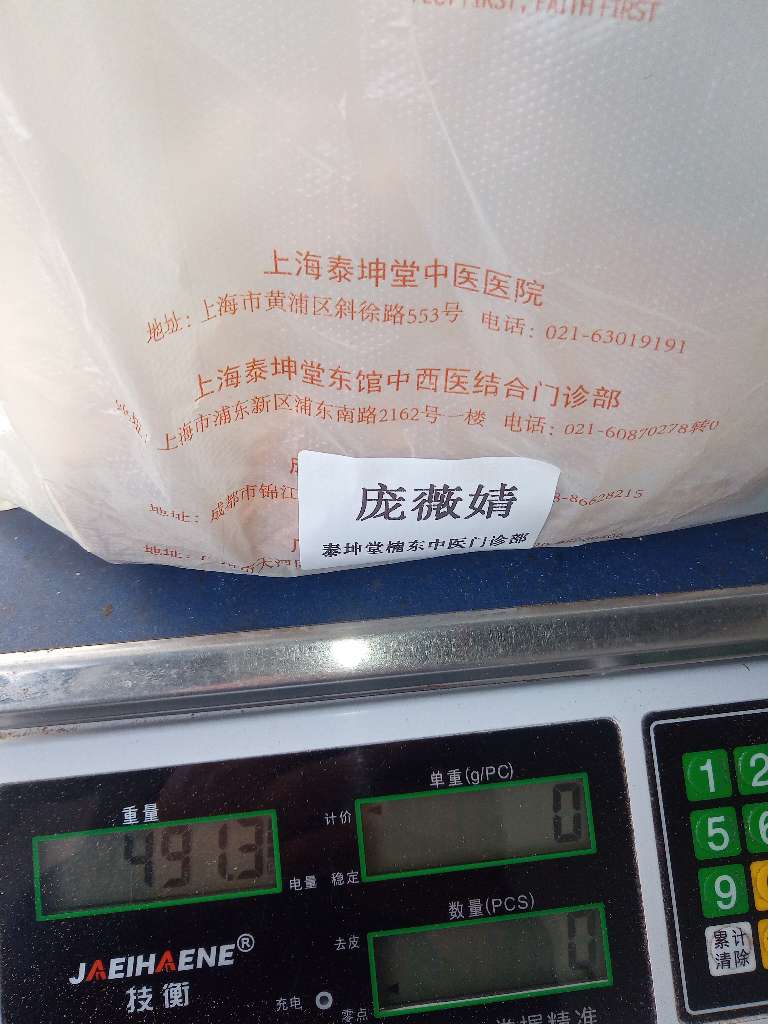 FIRST, FAITH FIRST
上海泰坤堂中医医院
地址：上海市黄浦区斜徐路553号 电话：021-63019191
上海泰坤堂东馆中西医结合门诊部
上海市浦东新区浦东南路2162号一楼 电话：021-60870278转0
地址：成都市锦江
-86628215
庞薇婧
泰坤堂楠东中医门诊部
地址：
市天河
重量
4913
电量
计价
稳定
单重(g/PC)
0
去皮
数量(PCS)
0
充电
零点
JAEIHAENE®
技衡
1 2
5 6
9
累计
清除